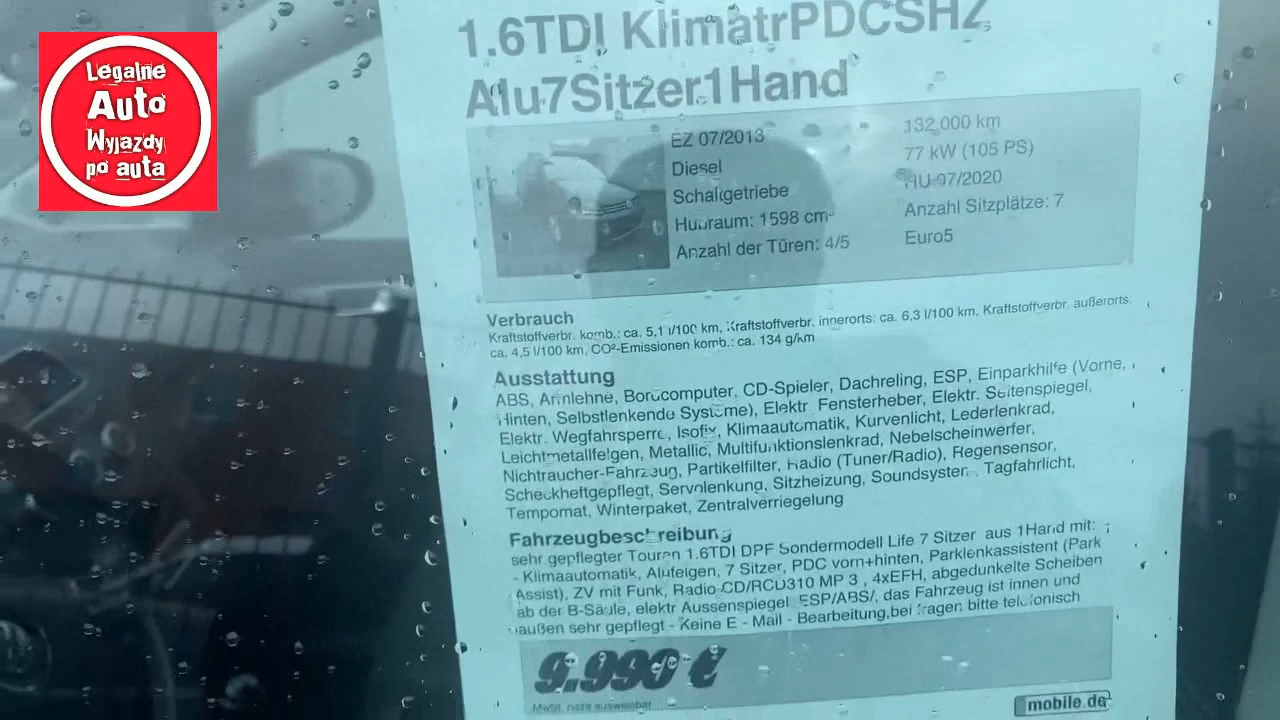 Legalne
Auto
Wyjazdy
po auta
1.6TDI KlimatrPDCSHZ,
Alu7Sitzer1Hand
EZ 07/2013
Diesel
Schaltgetriebe
Hubraum: 1598 cm³
Anzahl der Türen: 4/5
132.000 km
77 kW (105 PS)
HU 07/2020
Anzahl Sitzplätze: 7
Euro5
Verbrauch
Kraftstoffverbr. komb.: ca. 5,1 l/100 km, Kraftstoffverbr. innerorts: ca. 6,3 l/100 km, Kraftstoffverbr. außerorts:
ca. 4,5 l/100 km, CO²-Emissionen komb.: ca. 134 g/km
Ausstattung
ABS, Armlehne, Bordcomputer, CD-Spieler, Dachreling, ESP, Einparkhilfe (Vorne,
Hinten, Selbstlenkende Systeme), Elektr. Fensterheber, Elektr. Seitenspiegel,
Elektr. Wegfahrsperre, Isofix, Klimaautomatik, Kurvenlicht, Lederlenkrad,
Leichtmetallfelgen, Metallic, Multifunktionslenkrad, Nebelscheinwerfer,
Nichtraucher-Fahrzeug, Partikelfilter, Radio (Tuner/Radio), Regensensor,
Scheckheftgepflegt, Servolenkung, Sitzheizung, Soundsystem, Tagfahrlicht,
Tempomat, Winterpaket, Zentralverriegelung
Fahrzeugbeschreibung
sehr gepflegter Touran 1.6TDI DPF Sondermodell Life 7 Sitzer aus 1Hand mit:
- Klimaautomatik, Alufelgen, 7 Sitzer, PDC vorn+hinten, Parklenkassistent (Park
Assist), ZV mit Funk, Radio CD/RCD310 MP 3 , 4xEFH, abgedunkelte Scheiben
ab der B-Säule, elektr Aussenspiegel, ESP/ABS/, das Fahrzeug ist innen und
außen sehr gepflegt - Keine E - Mail - Bearbeitung,bei fragen bitte telefonisch
9.990 €
MwSt. nicht ausweisbar
mobile.de